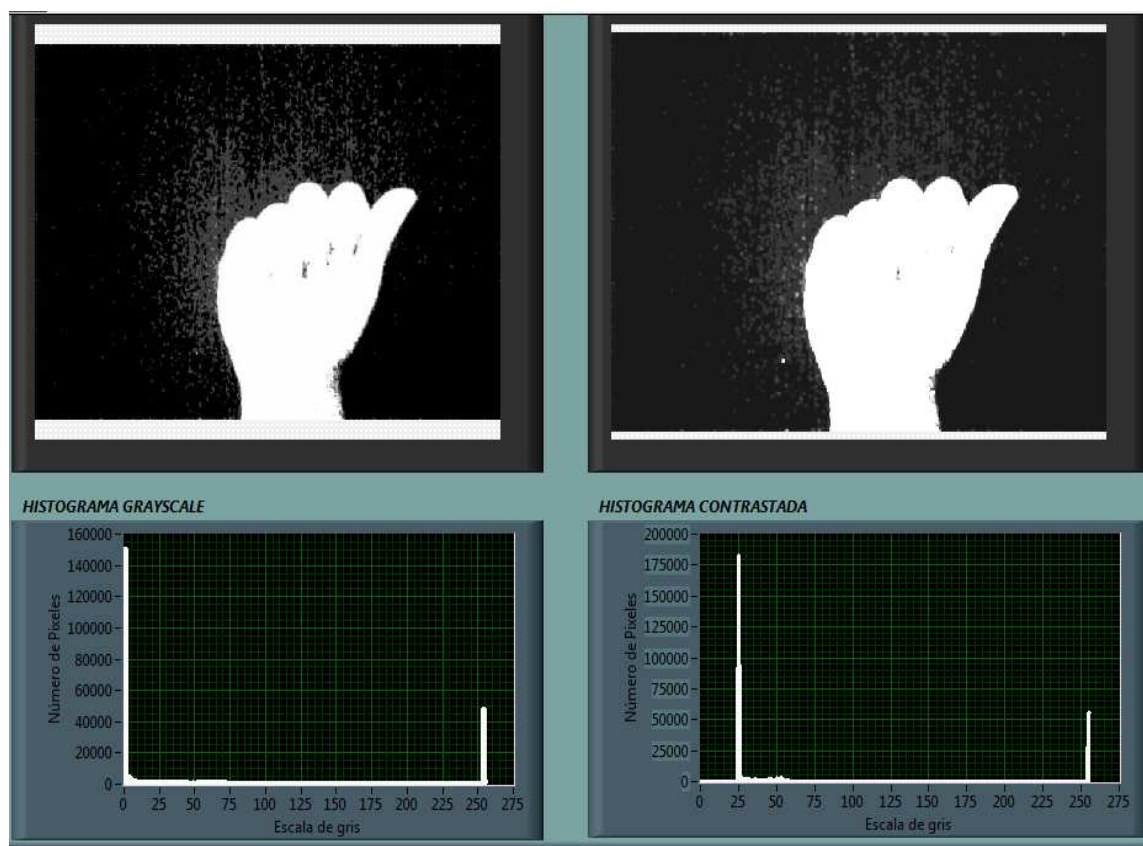 HISTOGRAMA GRAYSCALE
160000
140000
120000
100000
80000
60000
40000
20000
0
Número de Pixeles
0 25 50 75 100 125 150 175 200 225 250 275
Escala de gris
HISTOGRAMA CONTRASTADA
200000
175000
150000
125000
100000
75000
50000
25000
0
Número de Pixeles
0 25 50 75 100 125 150 175 200 225 250 275
Escala de gris